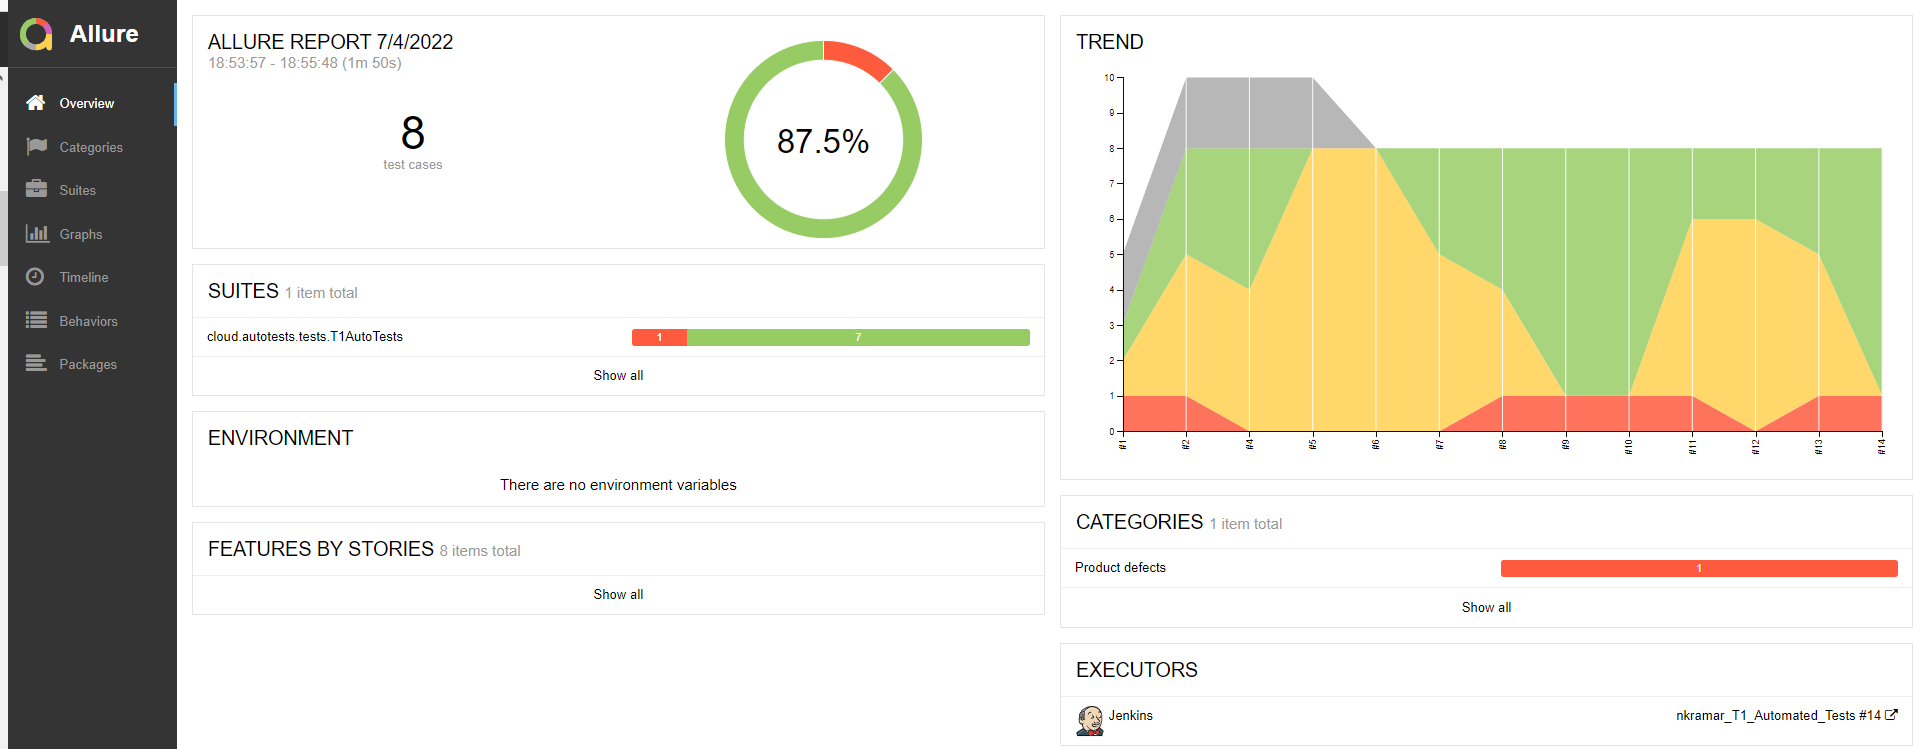 Allure
Overview
Categories
Suites
Graphs
Timeline
Behaviors
Packages
ALLURE REPORT 7/4/2022
18:53:57 - 18:55:48 (1m 50s)
8
test cases
87.5%
SUITES 1 item total
cloud.autotests.tests.T1AutoTests 1 7
Show all
ENVIRONMENT
There are no environment variables
FEATURES BY STORIES 8 items total
Show all
TREND
10
9
8
7
6
5
4
3
2
1
0
#1 #2 #4 #5 #6 #7 #8 #9 #10 #11 #12 #13 #14
CATEGORIES 1 item total
Product defects 1
Show all
EXECUTORS
Jenkins nkramar_T1_Automated_Tests #14